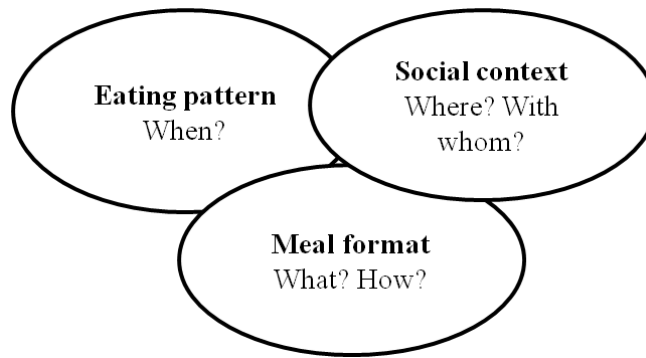 Eating pattern
When?
Social context
Where? With
whom?
Meal format
What? How?